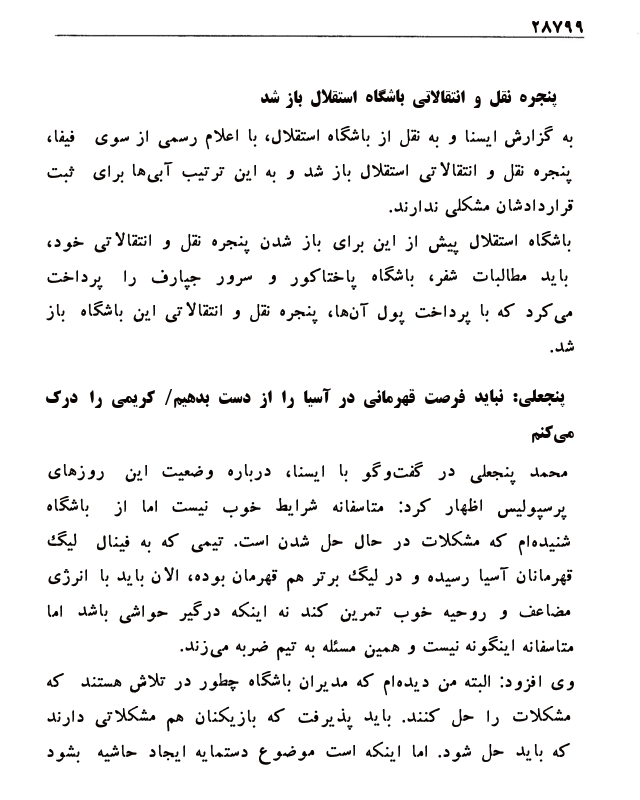 ۲۸۷۹۹
پنجره نقل و انتقالاتی باشگاه استقلال باز شد
به گزارش ایسنا و به نقل از باشگاه استقلال، با اعلام رسمی از سوی فیفا،
پنجره نقل و انتقالاتی استقلال باز شد و به این ترتیب آبی‌ها برای ثبت
قراردادشان مشکلی ندارند.
باشگاه استقلال پیش از این برای باز شدن پنجره نقل و انتقالاتی خود،
باید مطالبات شفر، باشگاه پاختاکور و سرور جپارف را پرداخت
می‌کرد که با پرداخت پول آن‌ها، پنجره نقل و انتقالاتی این باشگاه باز
شد.
پنجعلی: نباید فرصت قهرمانی در آسیا را از دست بدهیم/ کریمی را درک
می‌کنم
محمد پنجعلی در گفت‌وگو با ایسنا، درباره وضعیت این روزهای
پرسپولیس اظهار کرد: متاسفانه شرایط خوب نیست اما از باشگاه
شنیده‌ام که مشکلات در حال حل شدن است. تیمی که به فینال لیگ
قهرمانان آسیا رسیده و در لیگ برتر هم قهرمان بوده، الان باید با انرژی
مضاعف و روحیه خوب تمرین کند نه اینکه درگیر حواشی باشد اما
متاسفانه اینگونه نیست و همین مسئله به تیم ضربه می‌زند.
وی افزود: البته من دیده‌ام که مدیران باشگاه چطور در تلاش هستند که
مشکلات را حل کنند. باید پذیرفت که بازیکنان هم مشکلاتی دارند
که باید حل شود. اما اینکه است موضوع دستمایه ایجاد حاشیه بشود